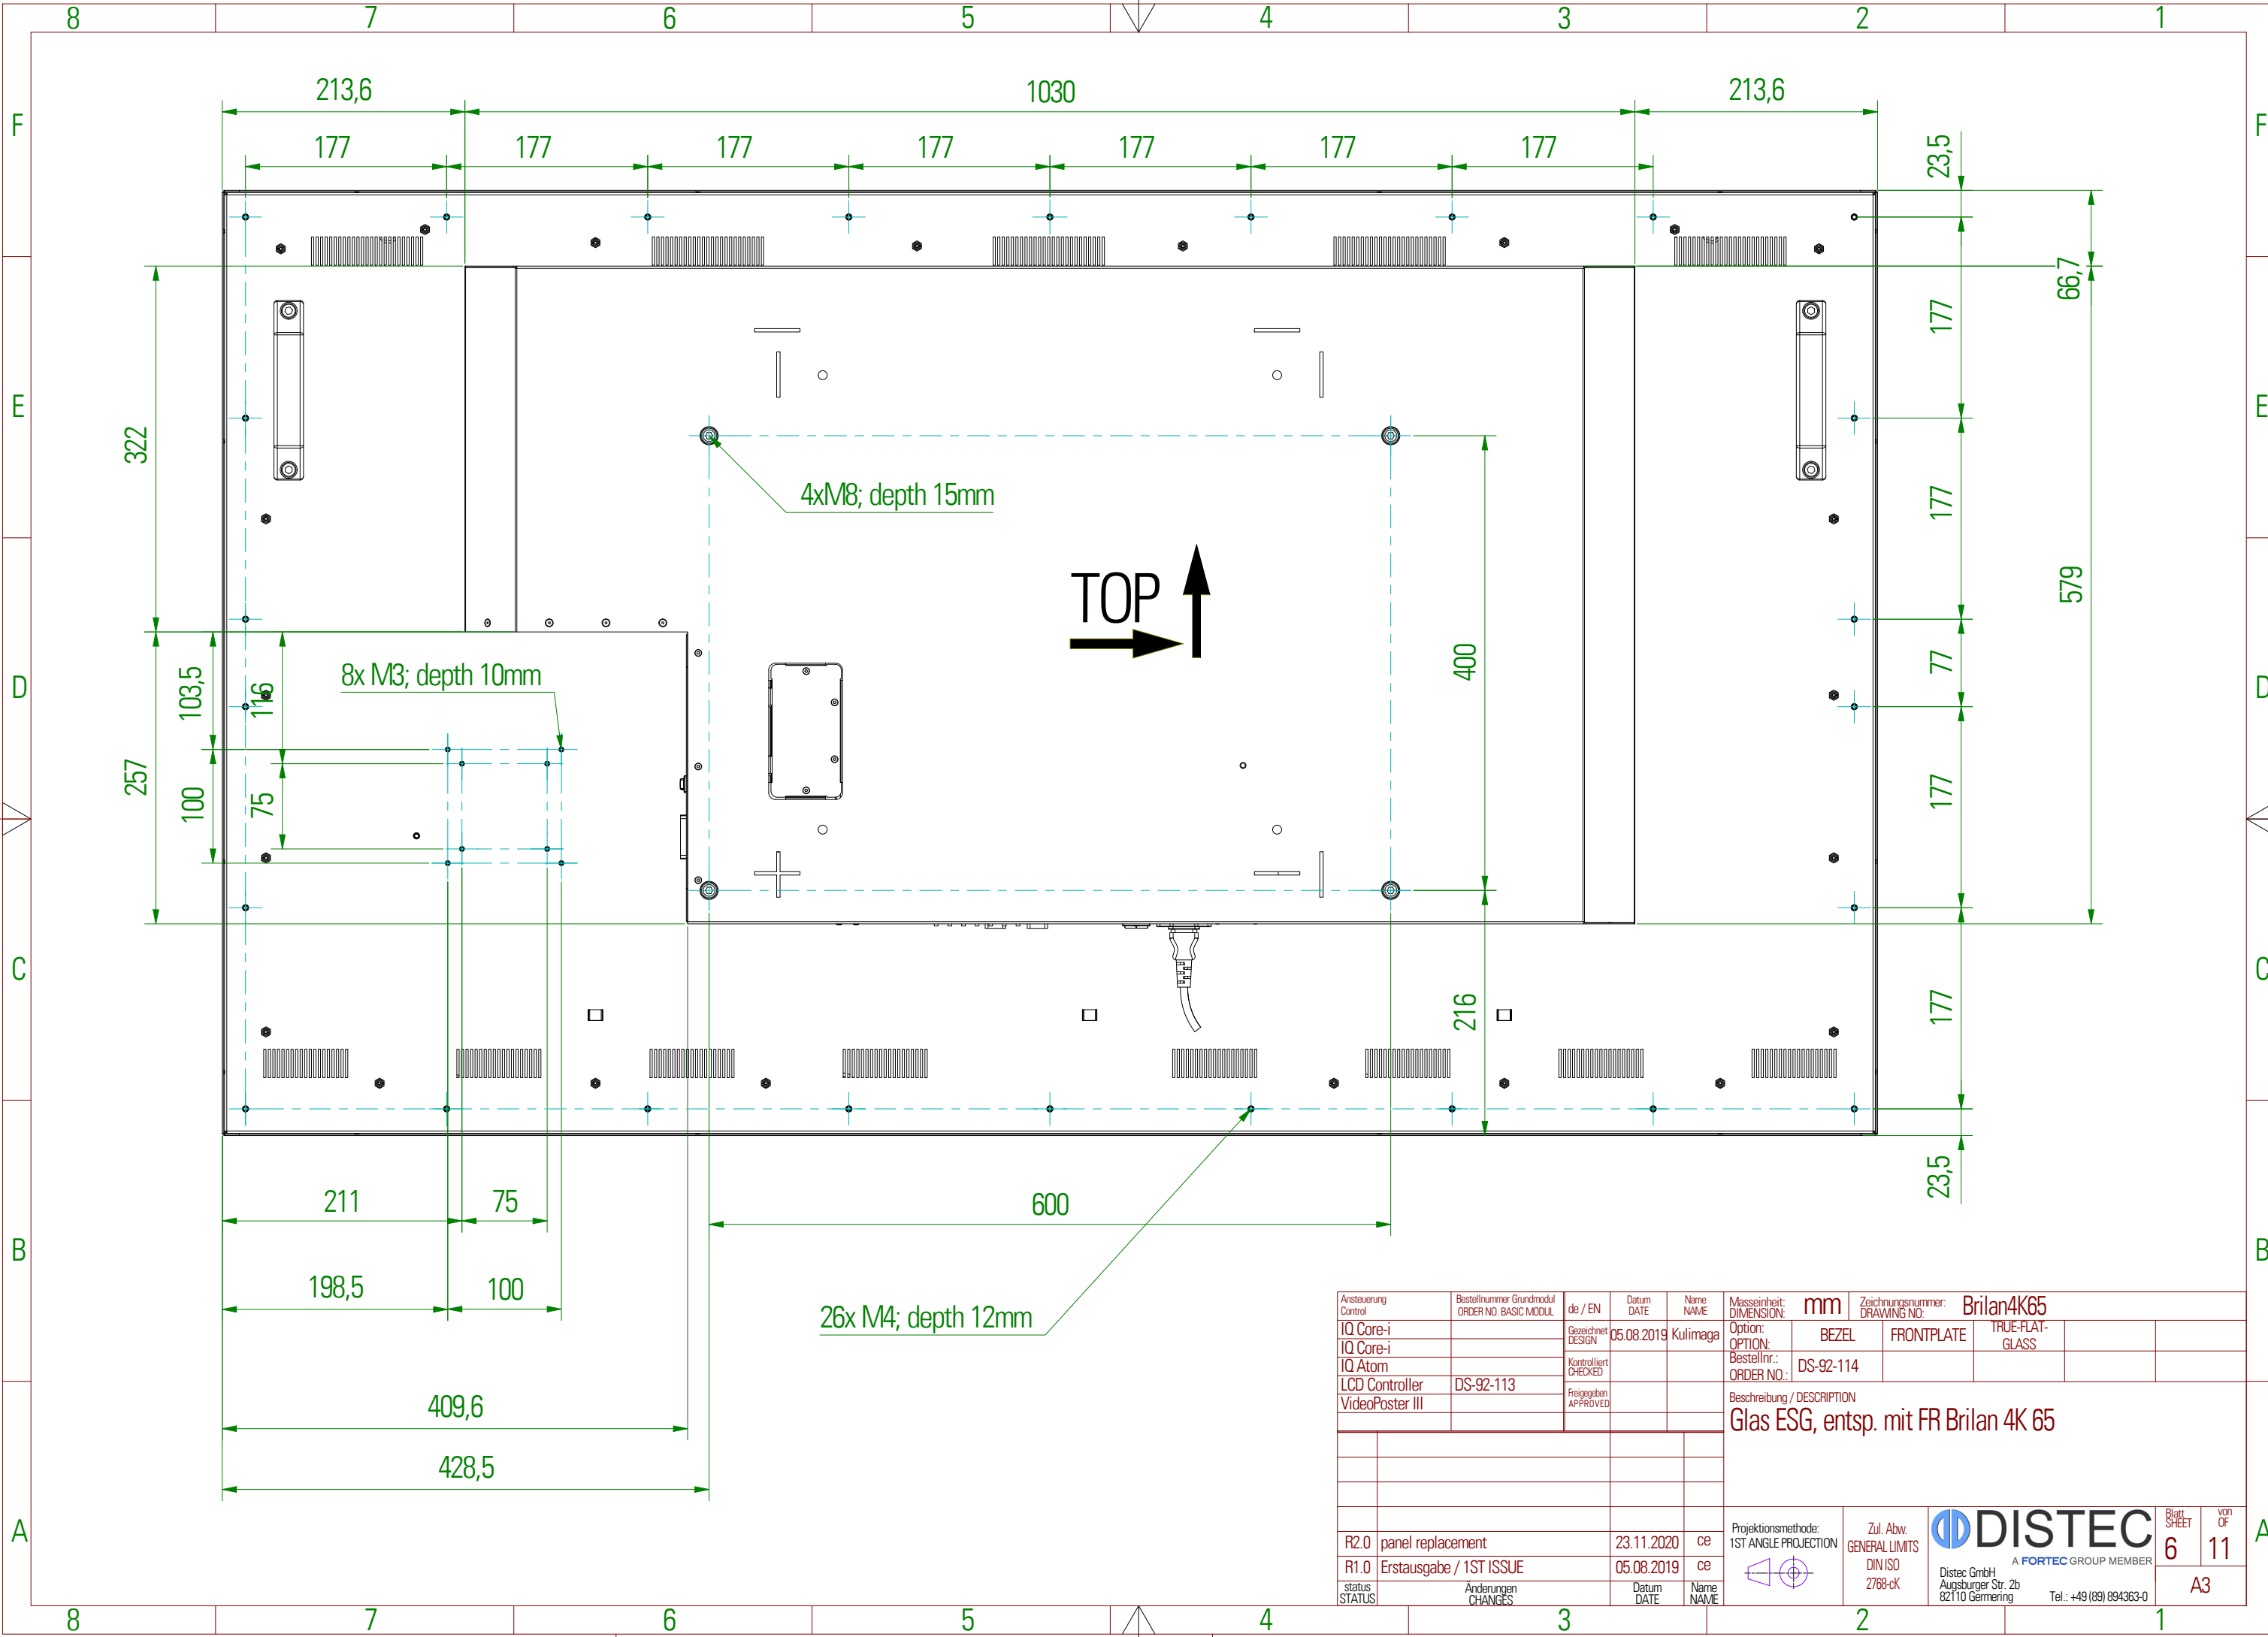 8 7 6 5 4 3 2 1
213,6 1030 213,6
F F
177 177 177 177 177 177 177
23,5
66,7
177
E E
322
177
4xM8; depth 15mm
579
TOP
400
77
D D
103,5
116
8x M3; depth 10mm
257
100
75
177
C C
216
177
23,5
211 75 600
B B
198,5 100
26x M4; depth 12mm
409,6
428,5
A A
Ansteuerung
Control
Bestellnummer Grundmodul
ORDER NO. BASIC MODUL
de / EN
Datum
DATE
Name
NAME
Masseinheit:
DIMENSION:
mm
Zeichnungsnummer:
DRAWING NO:
Brilan4K65
IQ Core-i
IQ Core-i
IQ Atom
LCD Controller DS-92-113
VideoPoster III
Gezeichnet
DESIGN
05.08.2019 Kulimaga
Kontrolliert
CHECKED
Freigegeben
APPROVED
Option:
OPTION:
BEZEL FRONTPLATE TRUE-FLAT-
GLASS
Bestellnr.:
ORDER NO.:
DS-92-114
Beschreibung / DESCRIPTION
Glas ESG, entsp. mit FR Brilan 4K 65
R2.0 panel replacement 23.11.2020 ce
R1.0 Erstausgabe / 1ST ISSUE 05.08.2019 ce
status
STATUS
Änderungen
CHANGES
Datum
DATE
Name
NAME
Projektionsmethode:
1ST ANGLE PROJECTION
Zul. Abw.
GENERAL LIMITS
DIN ISO
2768-cK
DISTEC
A FORTEC GROUP MEMBER
Distec GmbH
Augsburger Str. 2b
82110 Germering Tel.: +49 (89) 894363-0
Blatt
SHEET
6
von
OF
11
A3
8 7 6 5 4 3 2 1